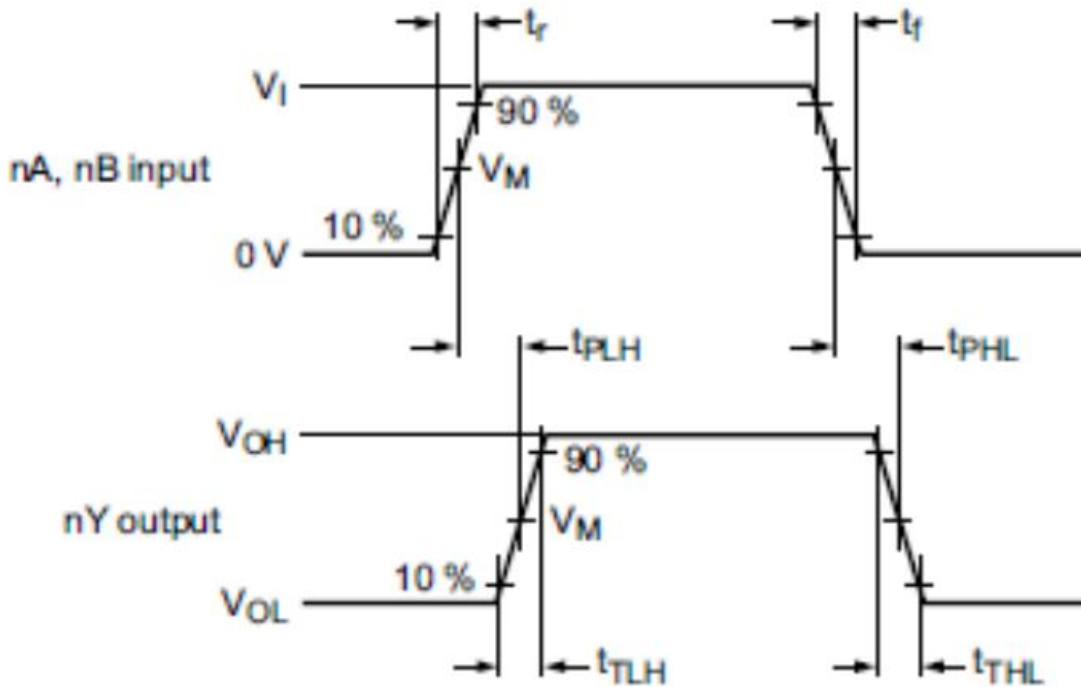 tr
tf
VI
90 %
nA, nB input
VM
10 %
0 V
tPLH
tPHL
VOH
90 %
nY output
VM
10 %
VOL
tTLH
tTHL